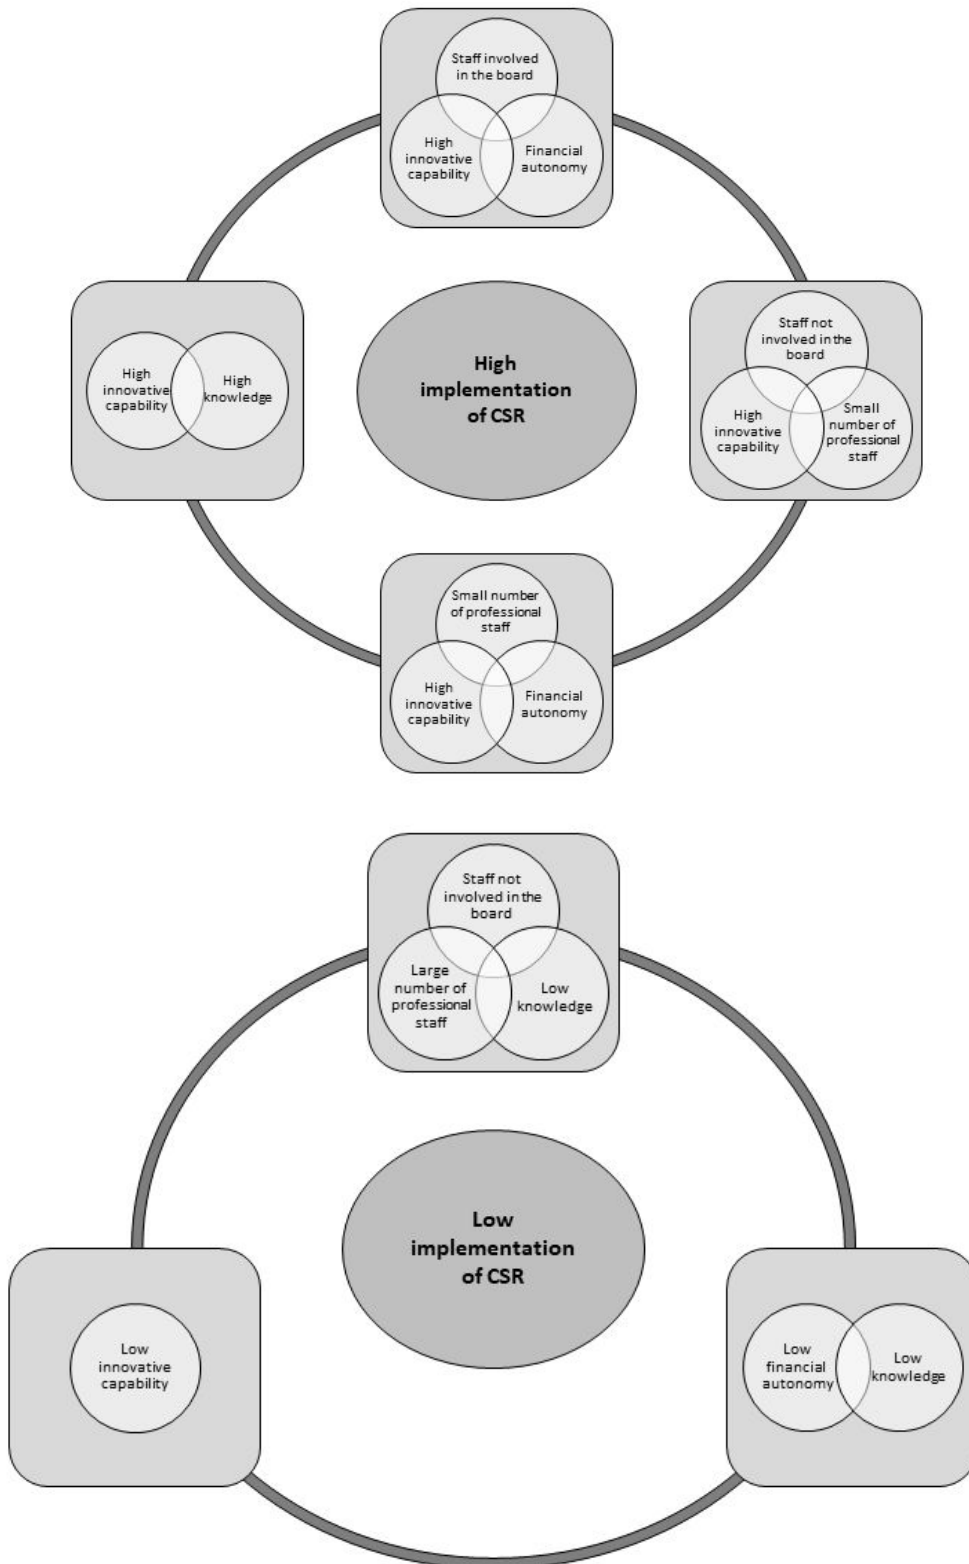 Staff involved
in the board
High
innovative
capability
Financial
autonomy
High
innovative
capability
High
knowledge
High
implementation
of CSR
Staff not
involved in the
board
High
innovative
capability
Small
number of
professional
staff
Small number
of professional
staff
High
innovative
capability
Financial
autonomy
Staff not
involved in the
board
Large
number of
professional
staff
Low
knowledge
Low
implementation
of CSR
Low
innovative
capability
Low
financial
autonomy
Low
knowledge